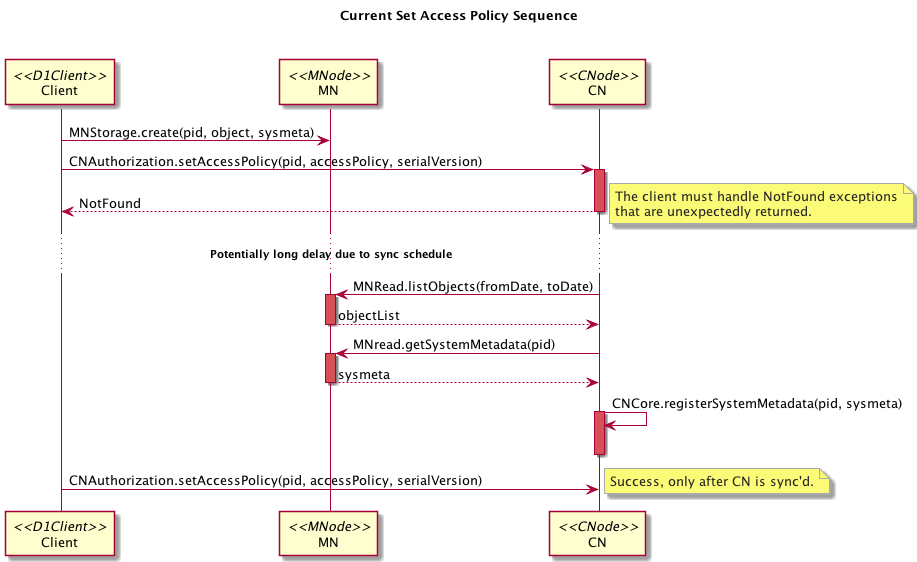 Current Set Access Policy Sequence
<<D1Client>>
Client
<<MNode>>
MN
<<CNode>>
CN
MNStorage.create(pid, object, sysmeta)
CNAuthorization.setAccessPolicy(pid, accessPolicy, serialVersion)
The client must handle NotFound exceptions
that are unexpectedly returned.
NotFound
Potentially long delay due to sync schedule
MNRead.listObjects(fromDate, toDate)
objectList
MNread.getSystemMetadata(pid)
sysmeta
CNCore.registerSystemMetadata(pid, sysmeta)
CNAuthorization.setAccessPolicy(pid, accessPolicy, serialVersion)
Success, only after CN is sync'd.
<<D1Client>>
Client
<<MNode>>
MN
<<CNode>>
CN